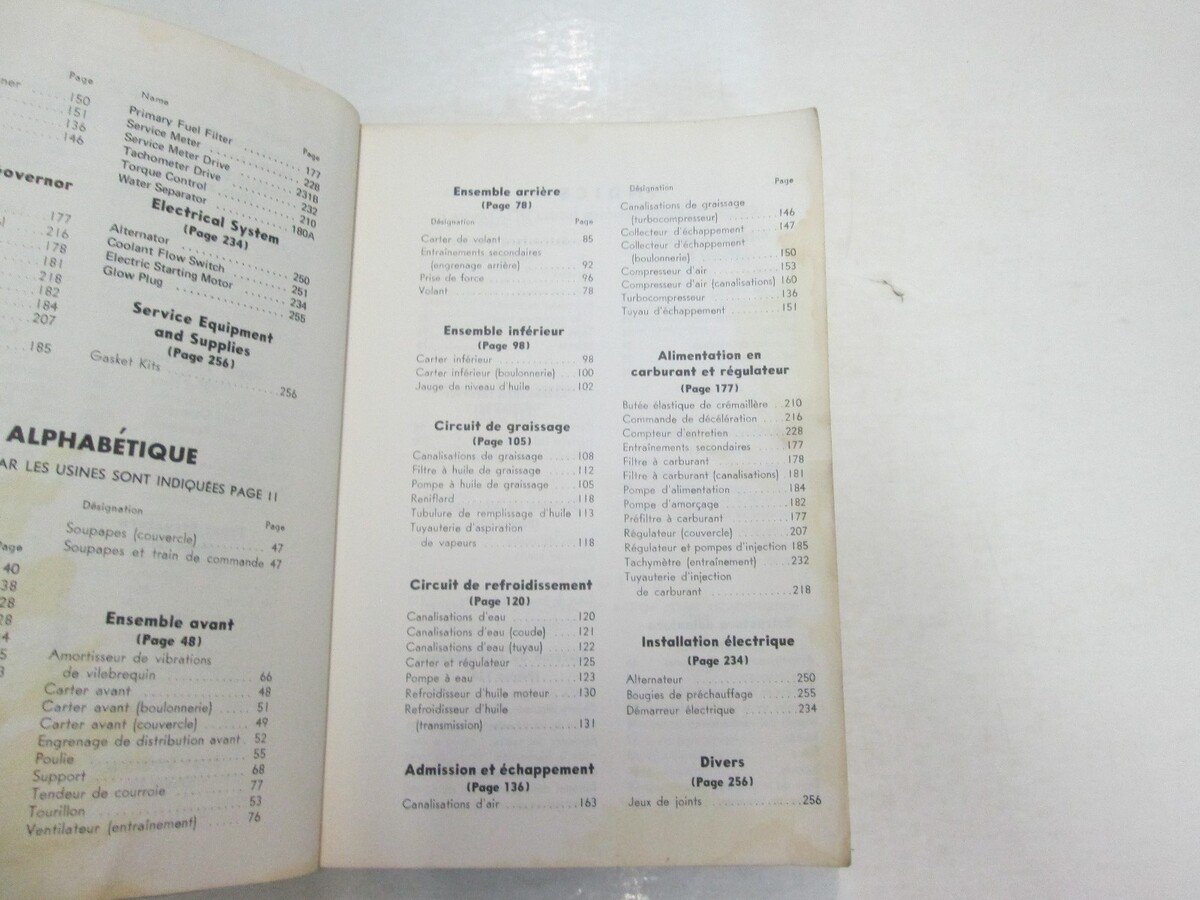 Page
150
151
136
146
overnor
177
216
178
181
218
182
184
207
185
Name
Page
Primary Fuel Filter ......... 177
Service Meter ......... 228
Service Meter Drive ......... 231B
Tachometer Drive ......... 232
Torque Control ......... 210
Water Separator ......... 180A
Electrical System
(Page 234)
Alternator ......... 250
Coolant Flow Switch ......... 251
Electric Starting Motor ......... 234
Glow Plug ......... 255
Service Equipment
and Supplies
(Page 256)
Gasket Kits ......... 256
ALPHABÉTIQUE
AR LES USINES SONT INDIQUÉES PAGE II
Page
40
38
28
Désignation Page
Soupapes (couvercle) ......... 47
Soupapes et train de commande 47
Ensemble avant
(Page 48)
Amortisseur de vibrations
de vilebrequin ......... 66
Carter avant ......... 48
Carter avant (boulonnerie) ..... 51
Carter avant (couvercle) ..... 49
Engrenage de distribution avant . 52
Poulie ......... 55
Support ......... 68
Tendeur de courroie ......... 77
Tourillon ......... 53
Ventilateur (entraînement) ..... 76
Ensemble arrière
(Page 78)
Désignation Page
Carter de volant ......... 85
Entraînements secondaires
(engrenage arrière) ......... 92
Prise de force ......... 96
Volant ......... 78
Ensemble inférieur
(Page 98)
Carter inférieur ......... 98
Carter inférieur (boulonnerie) ... 100
Jauge de niveau d'huile ...... 102
Circuit de graissage
(Page 105)
Canalisations de graissage .... 108
Filtre à huile de graissage .... 112
Pompe à huile de graissage .... 105
Reniflard ......... 118
Tubulure de remplissage d'huile 113
Tuyauterie d'aspiration
de vapeurs ......... 118
Circuit de refroidissement
(Page 120)
Canalisations d'eau ......... 120
Canalisations d'eau (coude) .... 121
Canalisations d'eau (tuyau) .... 122
Carter et régulateur ......... 125
Pompe à eau ......... 123
Refroidisseur d'huile moteur .... 130
Refroidisseur d'huile
(transmission) ......... 131
Admission et échappement
(Page 136)
Canalisations d'air ......... 163
Désignation Page
Canalisations de graissage
(turbocompresseur) ......... 146
Collecteur d'échappement ...... 147
Collecteur d'échappement
(boulonnerie) ......... 150
Compresseur d'air ......... 153
Compresseur d'air (canalisations) 160
Turbocompresseur ......... 136
Tuyau d'échappement ......... 151
Alimentation en
carburant et régulateur
(Page 177)
Butée élastique de crémaillère .. 210
Commande de décélération .... 216
Compteur d'entretien ......... 228
Entraînements secondaires ..... 177
Filtre à carburant ......... 178
Filtre à carburant (canalisations) . 181
Pompe d'alimentation ......... 184
Pompe d'amorçage ......... 182
Préfiltre à carburant ......... 177
Régulateur (couvercle) ......... 207
Régulateur et pompes d'injection 185
Tachymètre (entraînement) ..... 232
Tuyauterie d'injection
de carburant ......... 218
Installation électrique
(Page 234)
Alternateur ......... 250
Bougies de préchauffage ...... 255
Démarreur électrique ......... 234
Divers
(Page 256)
Jeux de joints ......... 256